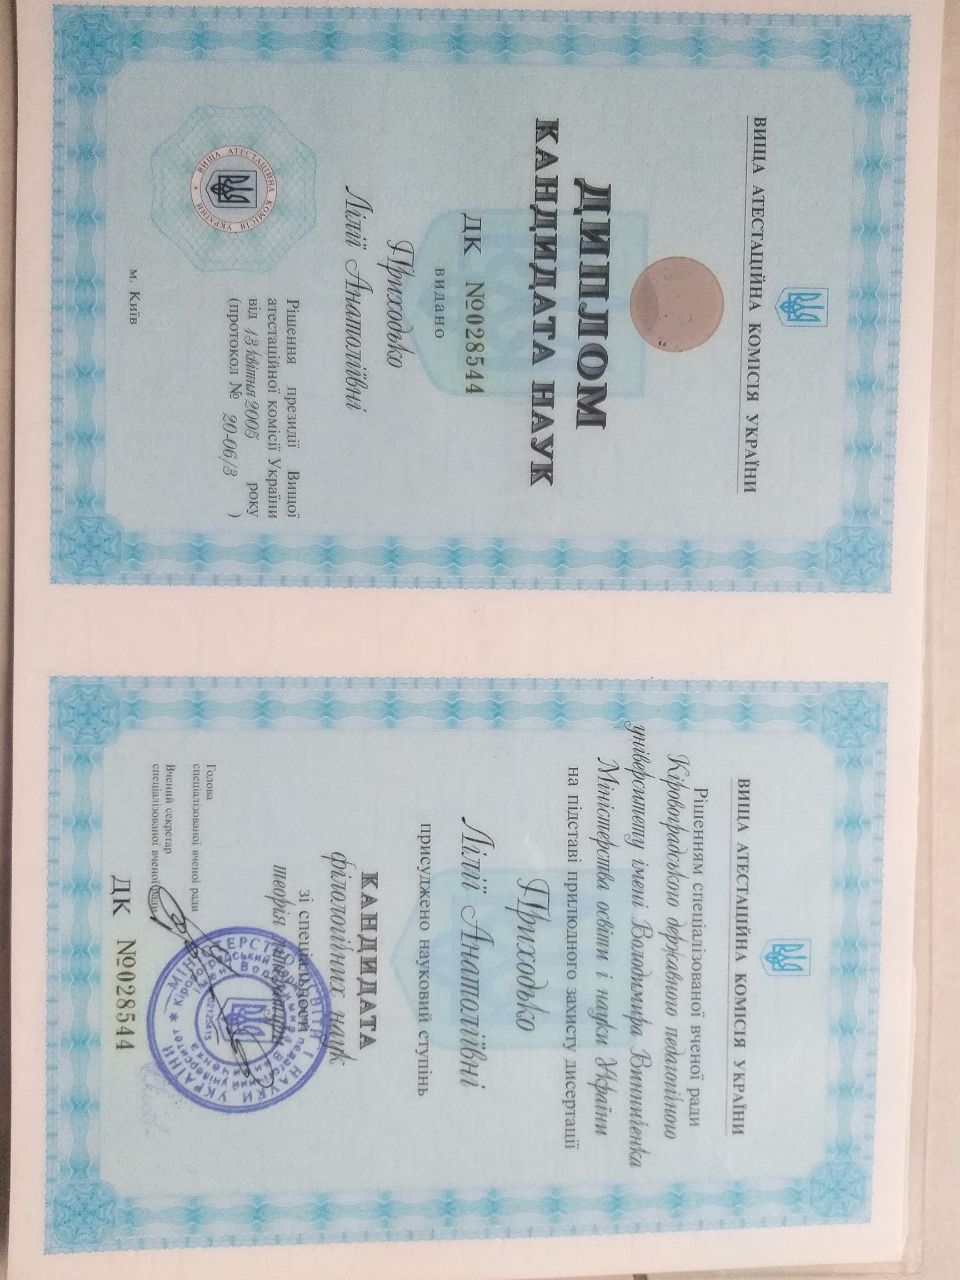 ВИЩА АТЕСТАЦІЙНА КОМІСІЯ УКРАЇНИ
ДИПЛОМ
КАНДИДАТА НАУК
ДК №028544
видано
Приходько
Лілії Анатоліївні
Рішення президії Вищої
атестаційної комісії України
від 13 квітня 2005 року
(протокол № 20-06/3 )
м. Київ
ВИЩА АТЕСТАЦІЙНА КОМІСІЯ УКРАЇНИ
ВИЩА АТЕСТАЦІЙНА КОМІСІЯ УКРАЇНИ
Рішенням спеціалізованої вченої ради
Кіровоградського державного педагогічного
університету імені Володимира Винниченка
Міністерства освіти і науки України
на підставі прилюдного захисту дисертації
Приходько
Лілії Анатоліївні
присуджено науковий ступінь
КАНДИДАТА
філологічних наук
зі спеціальності
теорія літератури
Голова
спеціалізованої вченої ради
Вчений секретар
спеціалізованої вченої ради
ДК №028544